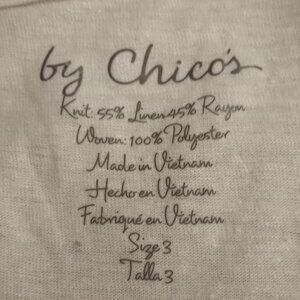 by Chico's
Knit: 55% Linen 45% Rayon
Woven: 100% Polyester
Made in Vietnam
Hecho en Vietnam
Fabriqué en Vietnam
Size 3
Talla 3